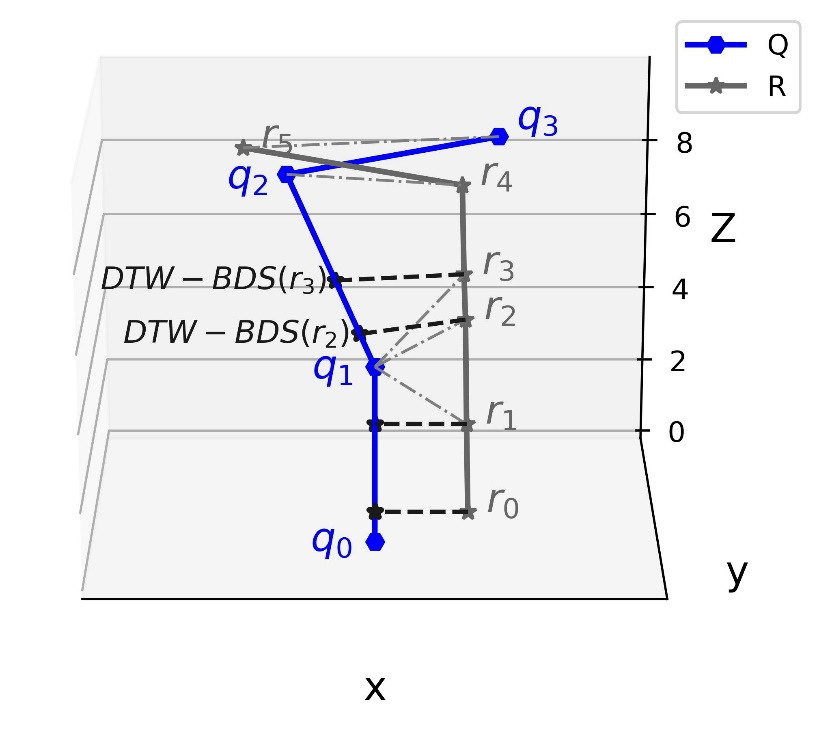 Q
R
q3
r5
8
q2
r4
6
Z
r3
DTW − BDS(r3)
4
r2
DTW − BDS(r2)
q1
2
r1
0
r0
q0
y
x